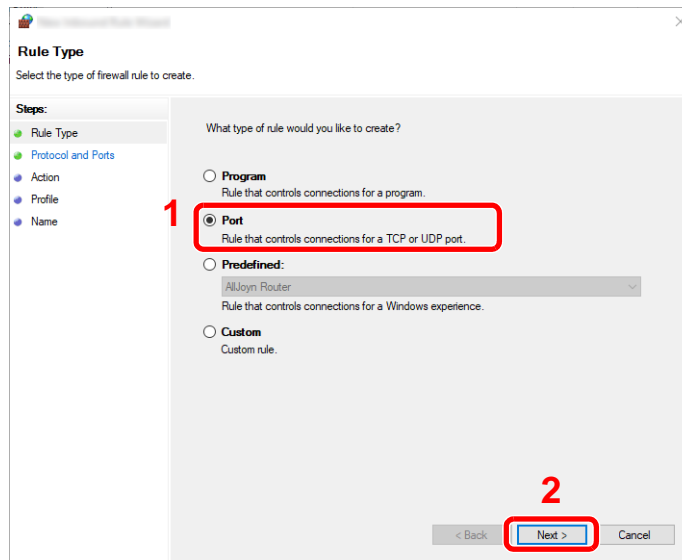 Rule Type
Select the type of firewall rule to create.
Steps:
Rule Type
Protocol and Ports
Action
Profile
Name
What type of rule would you like to create?
Program
Rule that controls connections for a program.
1
Port
Rule that controls connections for a TCP or UDP port.
Predefined:
AllJoyn Router
Rule that controls connections for a Windows experience.
Custom
Custom rule.
2
< Back
Next >
Cancel